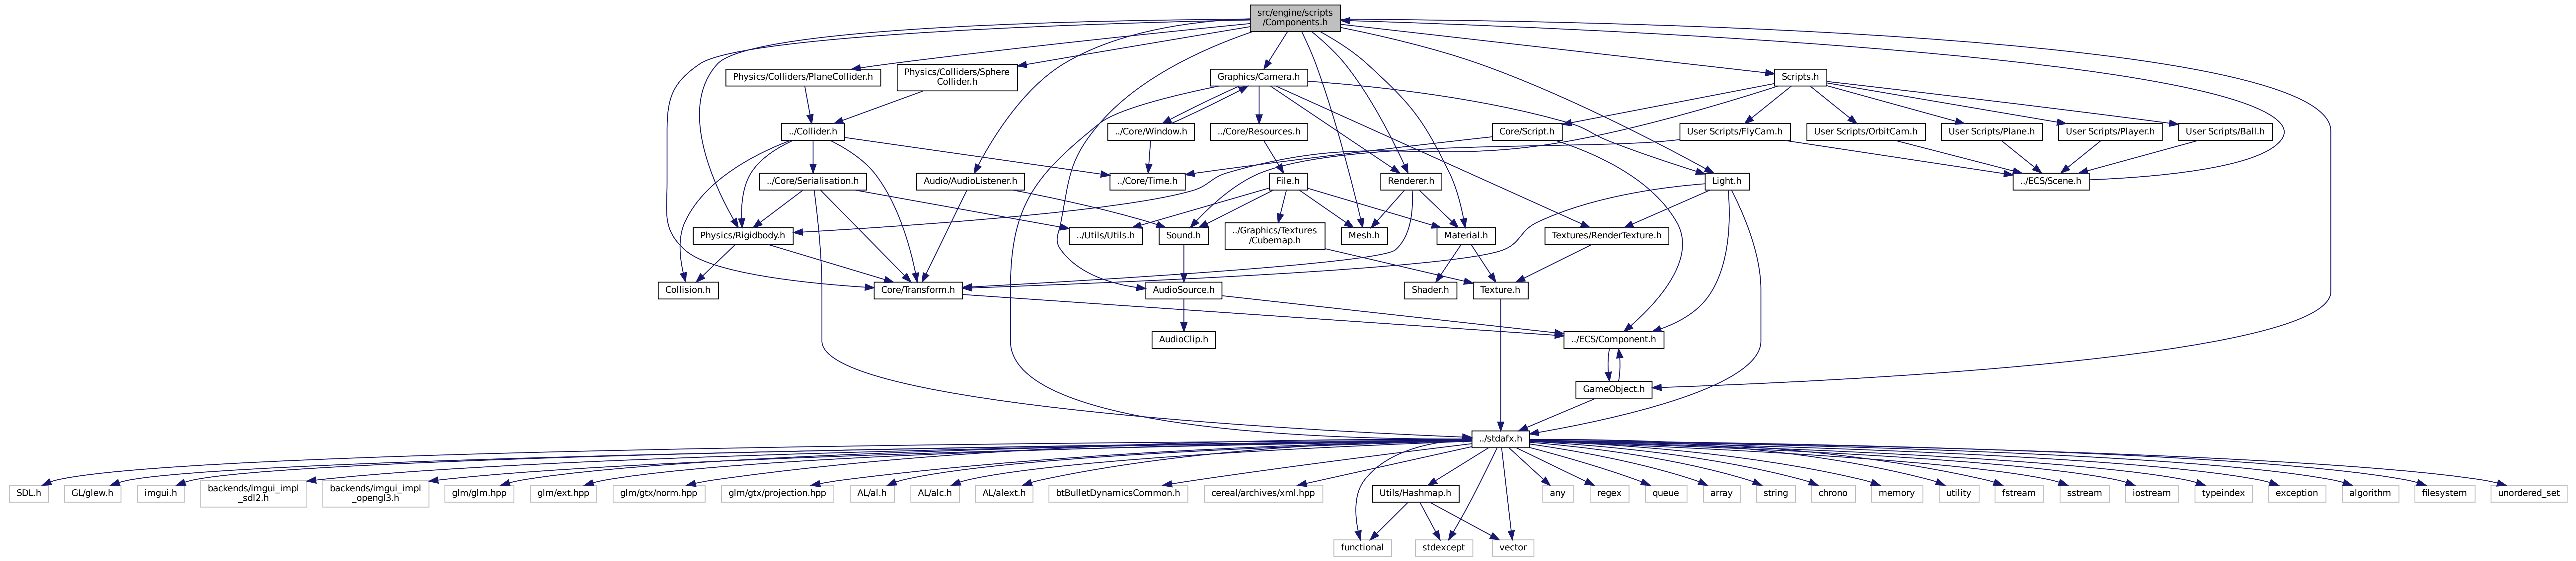 src/engine/scripts
/Components.h
Physics/Colliders/PlaneCollider.h
Physics/Colliders/Sphere
Collider.h
Graphics/Camera.h
Scripts.h
../Collider.h
../Core/Window.h
../Core/Resources.h
Core/Script.h
User Scripts/FlyCam.h
User Scripts/OrbitCam.h
User Scripts/Plane.h
User Scripts/Player.h
User Scripts/Ball.h
../Core/Serialisation.h
Audio/AudioListener.h
../Core/Time.h
File.h
Renderer.h
Light.h
../ECS/Scene.h
Physics/Rigidbody.h
../Utils/Utils.h
Sound.h
../Graphics/Textures
/Cubemap.h
Mesh.h
Material.h
Textures/RenderTexture.h
Collision.h
Core/Transform.h
AudioSource.h
Shader.h
Texture.h
AudioClip.h
../ECS/Component.h
GameObject.h
../stdafx.h
SDL.h
GL/glew.h
imgui.h
backends/imgui_impl
_sdl2.h
backends/imgui_impl
_opengl3.h
glm/glm.hpp
glm/ext.hpp
glm/gtx/norm.hpp
glm/gtx/projection.hpp
AL/al.h
AL/alc.h
AL/alext.h
btBulletDynamicsCommon.h
cereal/archives/xml.hpp
Utils/Hashmap.h
any
regex
queue
array
string
chrono
memory
utility
fstream
sstream
iostream
typeindex
exception
algorithm
filesystem
unordered_set
functional
stdexcept
vector